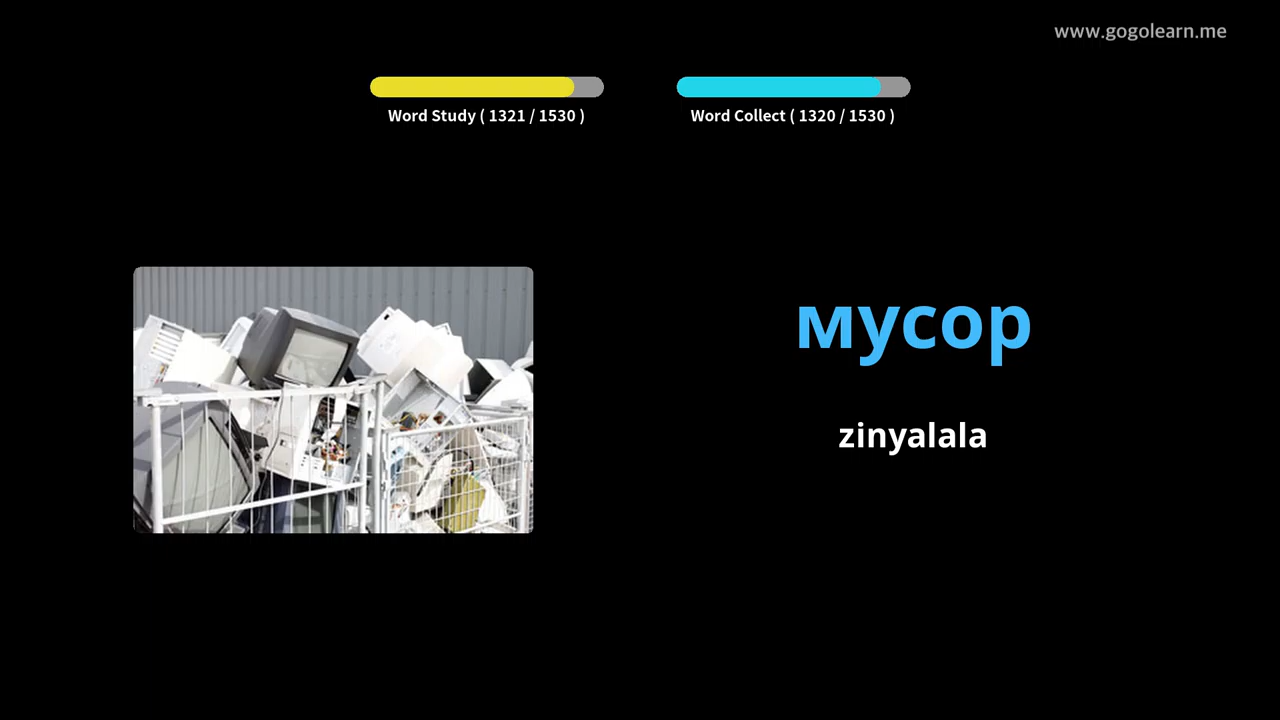 www.gogolearn.me
Word Study ( 1321 / 1530 )
Word Collect ( 1320 / 1530 )
мусор
zinyalala